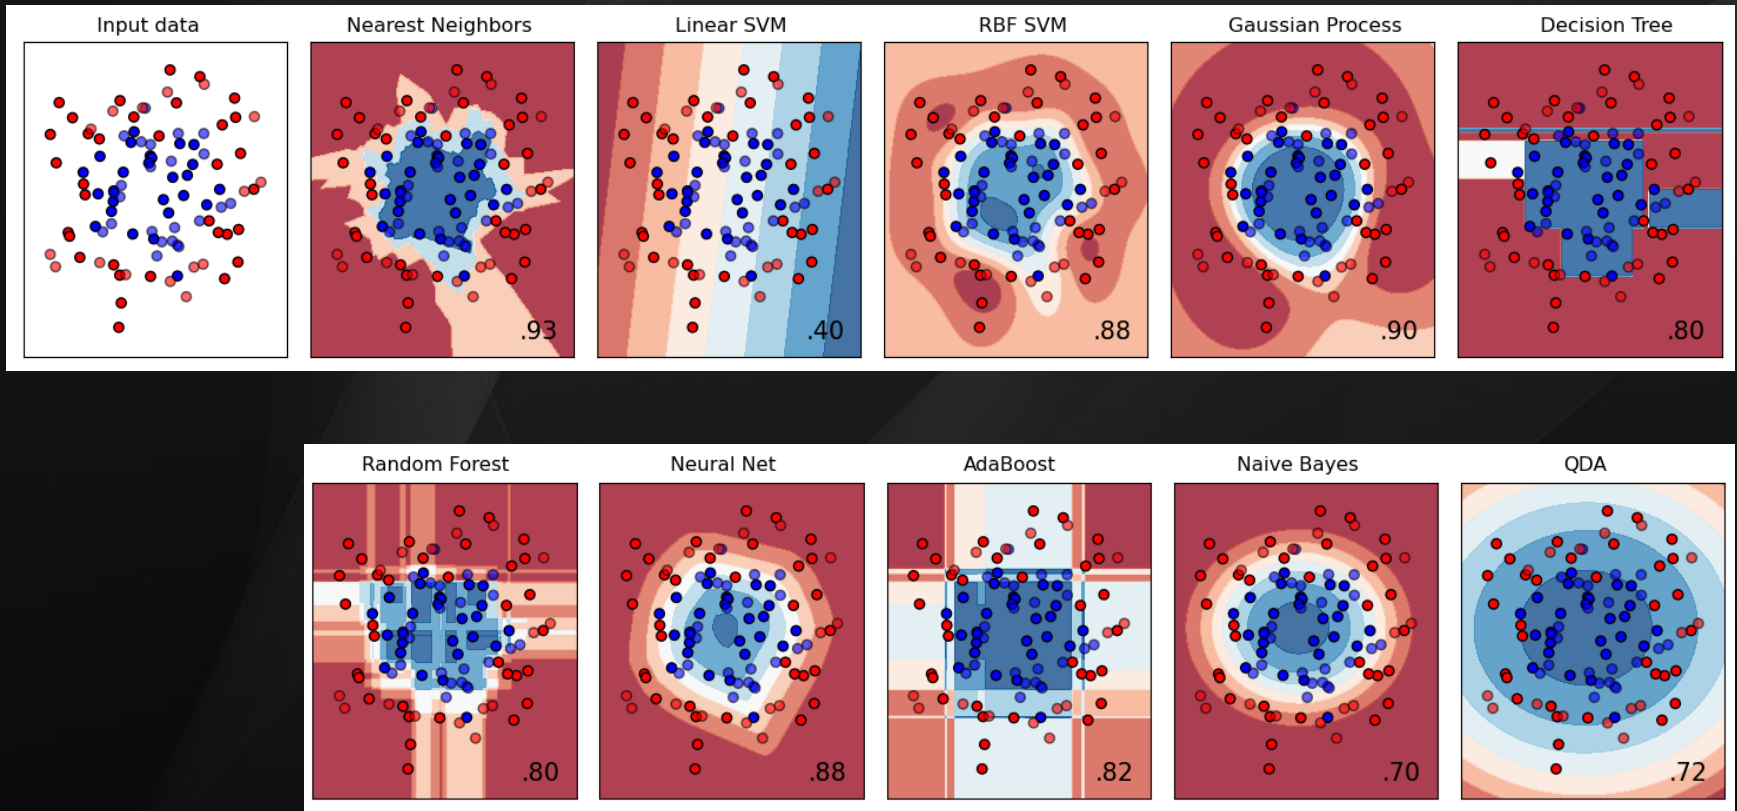 Input data
Nearest Neighbors
Linear SVM
RBF SVM
Gaussian Process
Decision Tree
.93
.40
.88
.90
.80
Random Forest
Neural Net
AdaBoost
Naive Bayes
QDA
.80
.88
.82
.70
.72